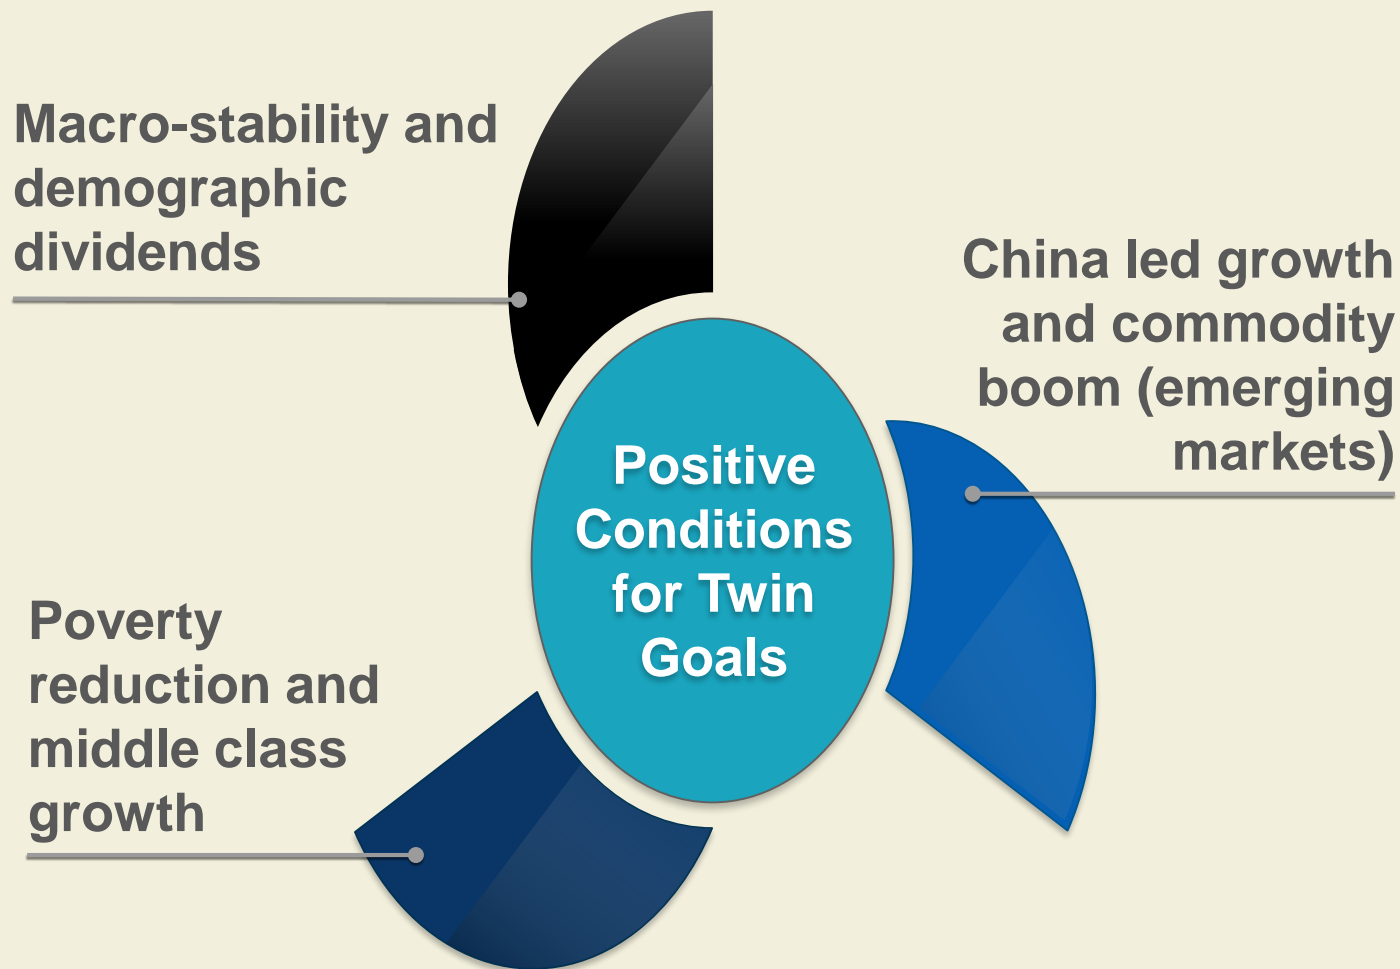 Macro-stability and
demographic
dividends
China led growth
and commodity
boom (emerging
markets)
Positive
Conditions
for Twin
Goals
Poverty
reduction and
middle class
growth